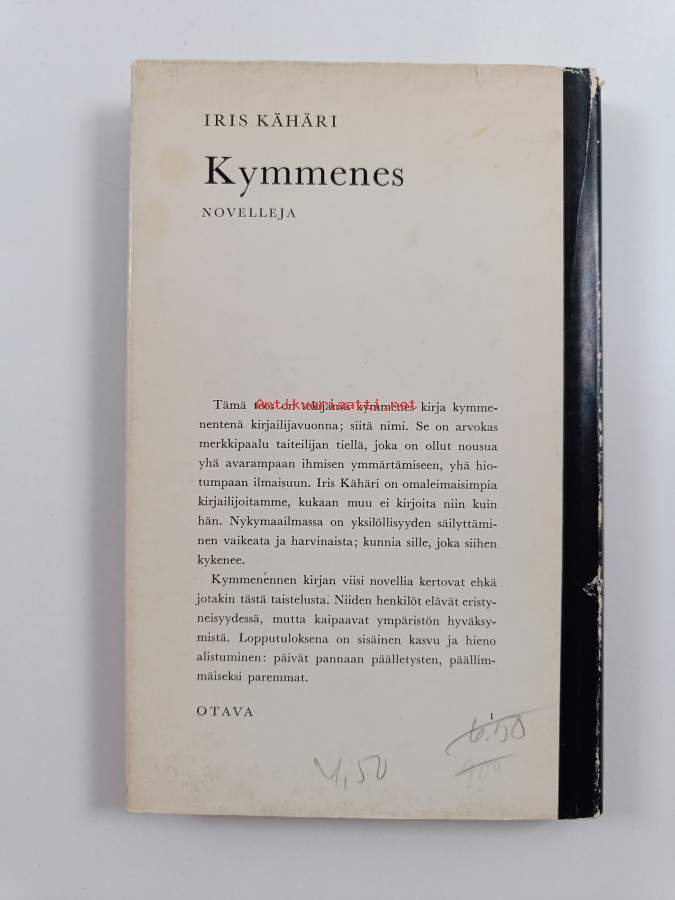 IRIS KÄHÄRI
Kymmenes
NOVELLEJA
Antikvariaatti.net
Tämä teos on tekijänsä kymmenes kirja kymme-
nentenä kirjailijavuonna; siitä nimi. Se on arvokas
merkkipaalu taiteilijan tiellä, joka on ollut nousua
yhä avarampaan ihmisen ymmärtämiseen, yhä hio-
tumpaan ilmaisuun. Iris Kähäri on omaleimaisimpia
kirjailijoitamme, kukaan muu ei kirjoita niin kuin
hän. Nykymaailmassa on yksilöllisyyden säilyttämi-
nen vaikeata ja harvinaista; kunnia sille, joka siihen
kykenee.
Kymmenennen kirjan viisi novellia kertovat ehkä
jotakin tästä taistelusta. Niiden henkilöt elävät eristy-
neisyydessä, mutta kaipaavat ympäristön hyväksy-
mistä. Lopputuloksena on sisäinen kasvu ja hieno
alistuminen: päivät pannaan päälletysten, päällim-
mäiseksi paremmat.
OTAVA 1
6.50
4,50